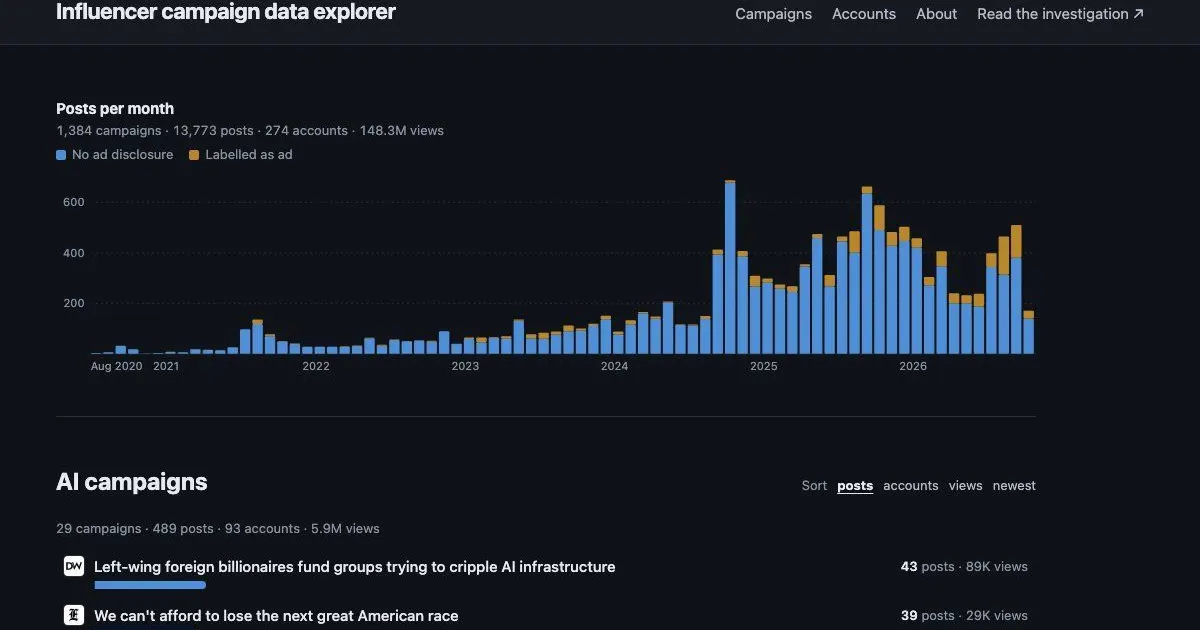 Influencer campaign data explorer
Campaigns Accounts About Read the investigation ↗
Posts per month
1,384 campaigns · 13,773 posts · 274 accounts · 148.3M views
No ad disclosure Labelled as ad
600
400
200
Aug 2020 2021 2022 2023 2024 2025 2026
AI campaigns
Sort posts accounts views newest
29 campaigns · 489 posts · 93 accounts · 5.9M views
DW Left-wing foreign billionaires fund groups trying to cripple AI infrastructure 43 posts · 89K views
E We can't afford to lose the next great American race 39 posts · 29K views